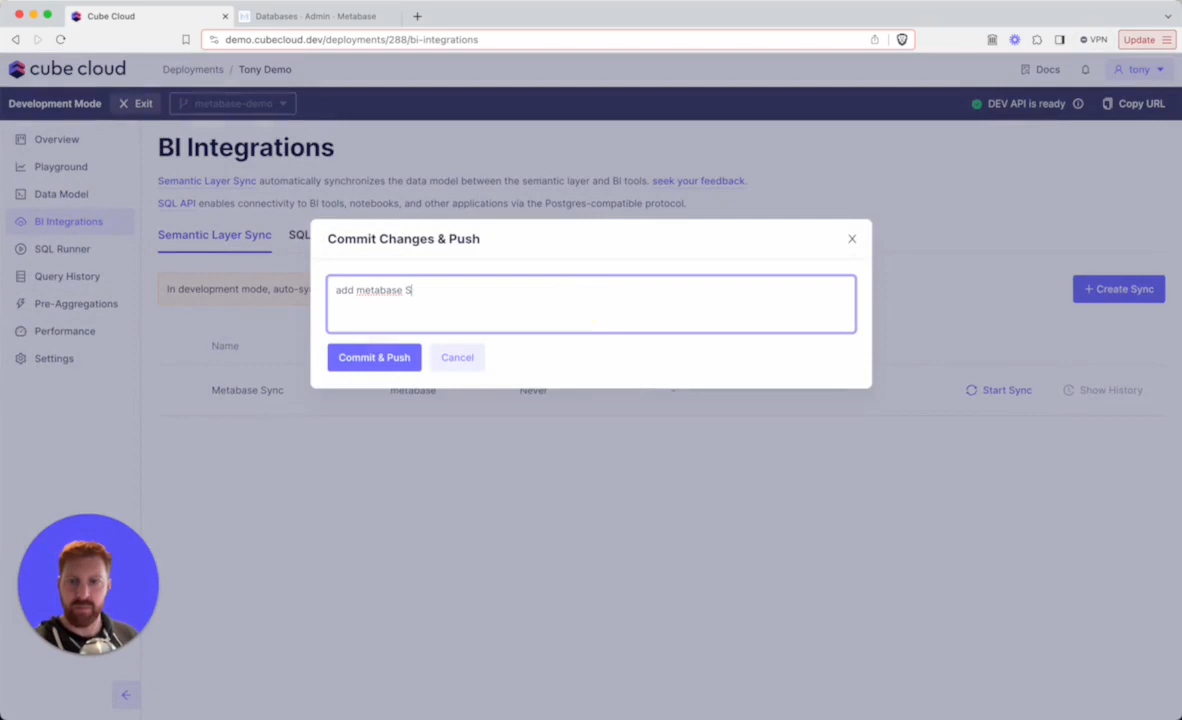 Cube Cloud
Databases · Admin · Metabase
demo.cubecloud.dev/deployments/288/bi-integrations
VPN
Update
cube cloud
Deployments / Tony Demo
Docs
tony
Development Mode
Exit
metabase-demo
DEV API is ready
Copy URL
Overview
Playground
Data Model
BI Integrations
SQL Runner
Query History
Pre-Aggregations
Performance
Settings
BI Integrations
Semantic Layer Sync automatically synchronizes the data model between the semantic layer and BI tools. seek your feedback.
SQL API enables connectivity to BI tools, notebooks, and other applications via the Postgres-compatible protocol.
Semantic Layer Sync
SQL
In development mode, auto-sy
+ Create Sync
Name
Metabase Sync
metabase
Never
-
Start Sync
Show History
Commit Changes & Push
add metabase S
Commit & Push
Cancel